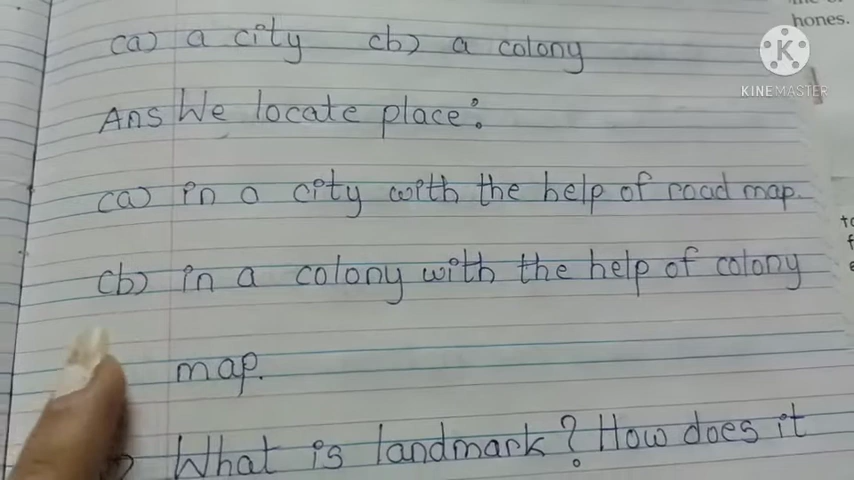 hones.
(a) a city (b) a colony
K
KINEMASTER
Ans We locate place:
(a) in a city with the help of road map.
(b) in a colony with the help of colony
map.
What is landmark? How does it